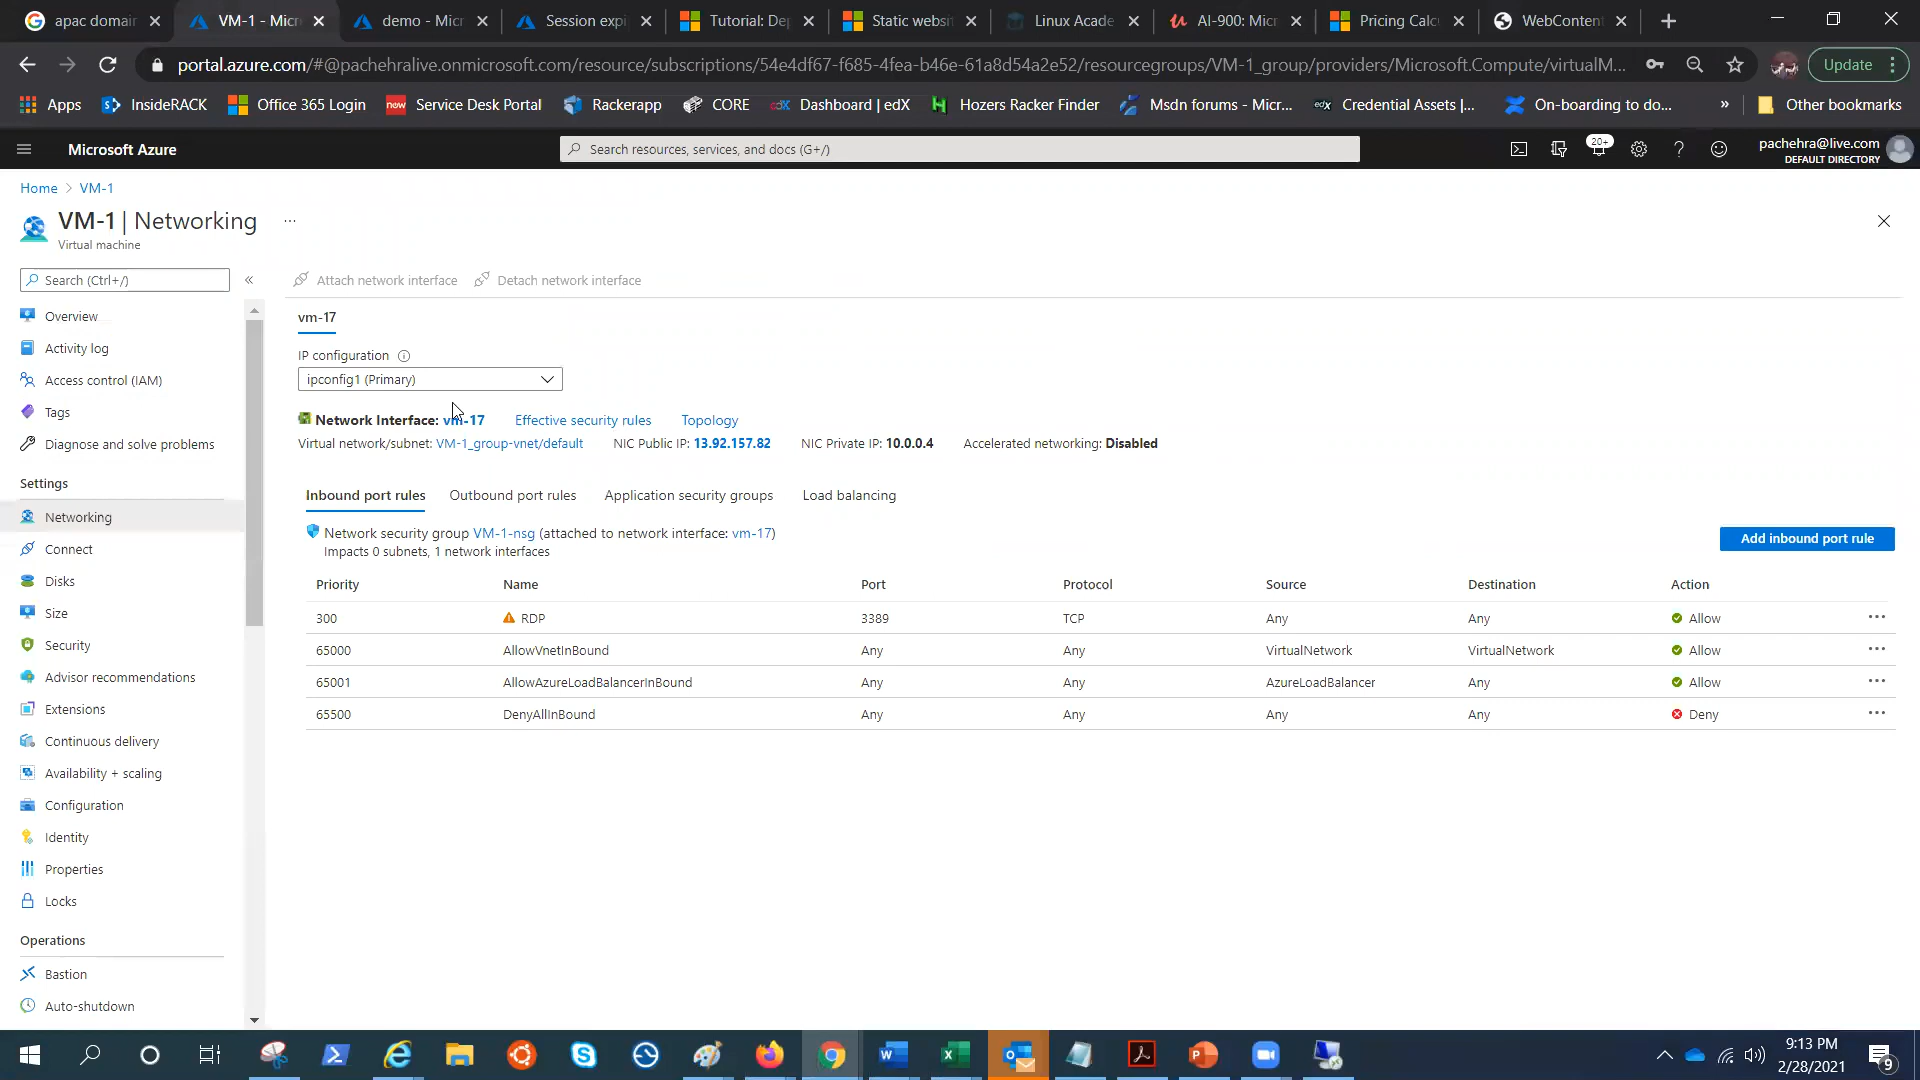 apac domain
VM-1 - Micr
demo - Micr
Session expi
Tutorial: Dep
Static websit
Linux Acade
AI-900: Micr
Pricing Calc
WebConten
portal.azure.com/#@pachehralive.onmicrosoft.com/resource/subscriptions/54e4df67-f685-4fea-b46e-61a8d54a2e52/resourcegroups/VM-1_group/providers/Microsoft.Compute/virtualM...
Update
Apps
InsideRACK
Office 365 Login
now
Service Desk Portal
Rackerapp
CORE
edX
Dashboard | edX
Hozers Racker Finder
Msdn forums - Micr...
edx
Credential Assets |...
On-boarding to do...
»
Other bookmarks
Microsoft Azure
Search resources, services, and docs (G+/)
20+
pachehra@live.com
DEFAULT DIRECTORY
Home > VM-1
VM-1 | Networking ...
Virtual machine
Search (Ctrl+/)
«
Attach network interface
Detach network interface
Overview
Activity log
Access control (IAM)
Tags
Diagnose and solve problems
Settings
Networking
Connect
Disks
Size
Security
Advisor recommendations
Extensions
Continuous delivery
Availability + scaling
Configuration
Identity
Properties
Locks
Operations
Bastion
Auto-shutdown
vm-17
IP configuration
ipconfig1 (Primary)
Network Interface: vm-17 Effective security rules Topology
Virtual network/subnet: VM-1_group-vnet/default NIC Public IP: 13.92.157.82 NIC Private IP: 10.0.0.4 Accelerated networking: Disabled
Inbound port rules Outbound port rules Application security groups Load balancing
Network security group VM-1-nsg (attached to network interface: vm-17)
Impacts 0 subnets, 1 network interfaces
Add inbound port rule
Priority Name Port Protocol Source Destination Action
300 RDP 3389 TCP Any Any Allow ...
65000 AllowVnetInBound Any Any VirtualNetwork VirtualNetwork Allow ...
65001 AllowAzureLoadBalancerInBound Any Any AzureLoadBalancer Any Allow ...
65500 DenyAllInBound Any Any Any Any Deny ...
9:13 PM
2/28/2021
9